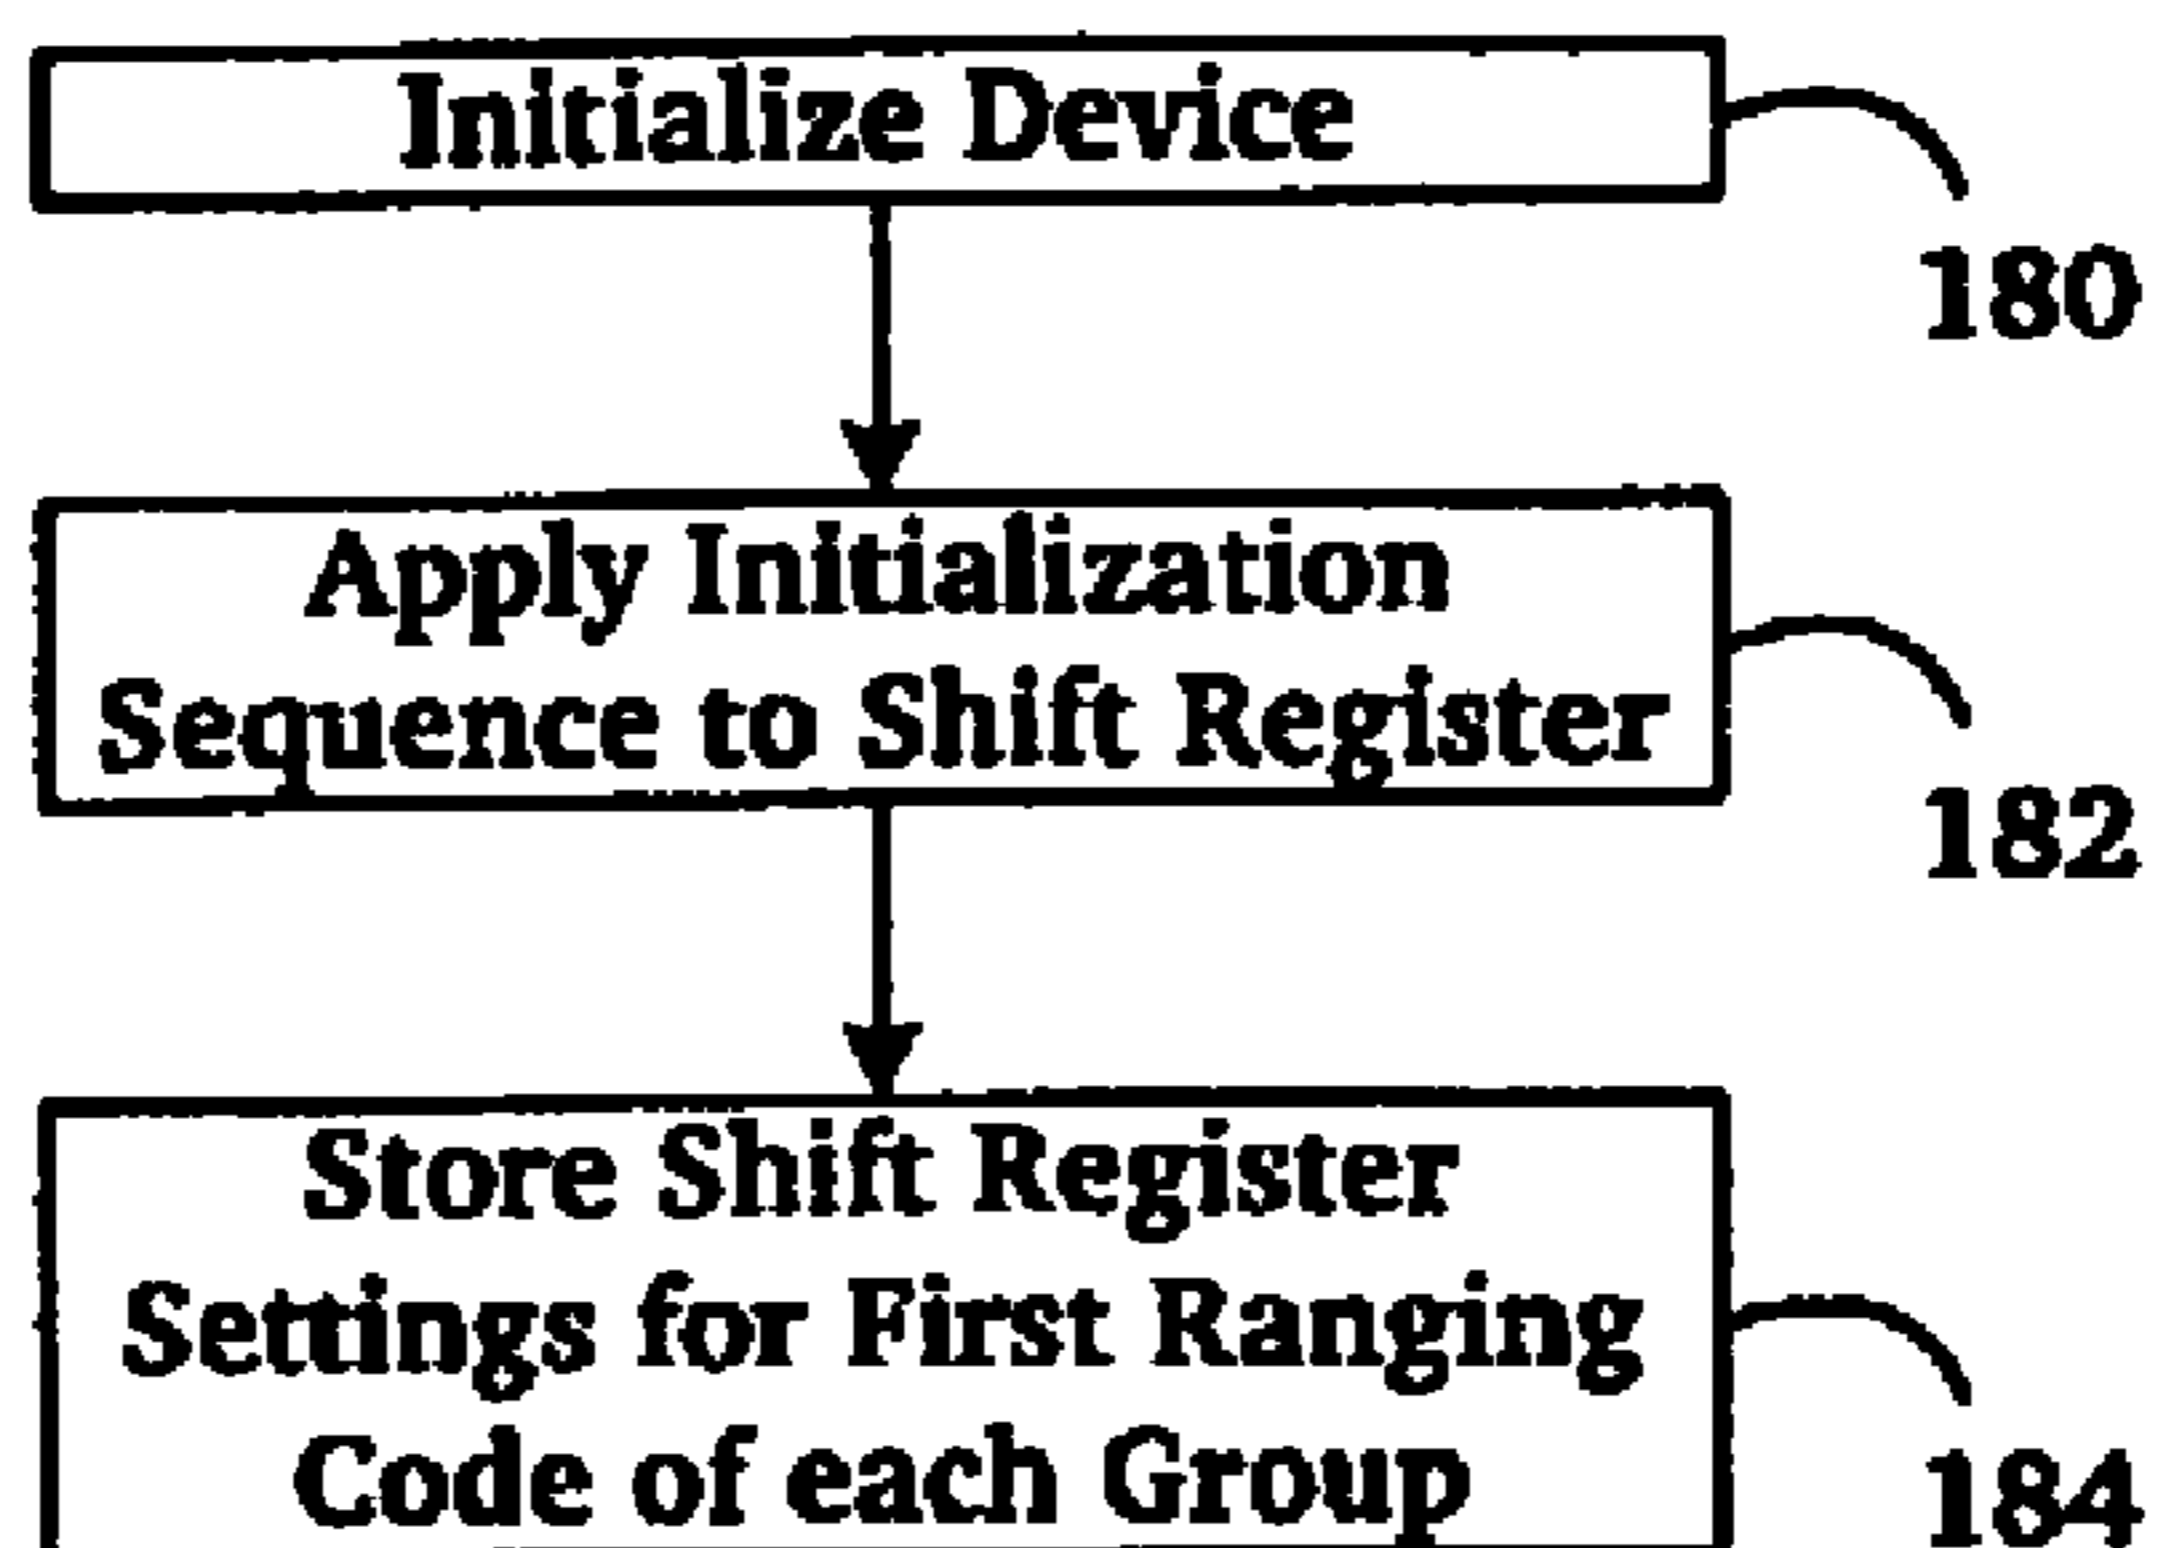 Initialize Device
180
Apply Initialization
Sequence to Shift Register
182
Store Shift Register
Settings for First Ranging
Code of each Group
184